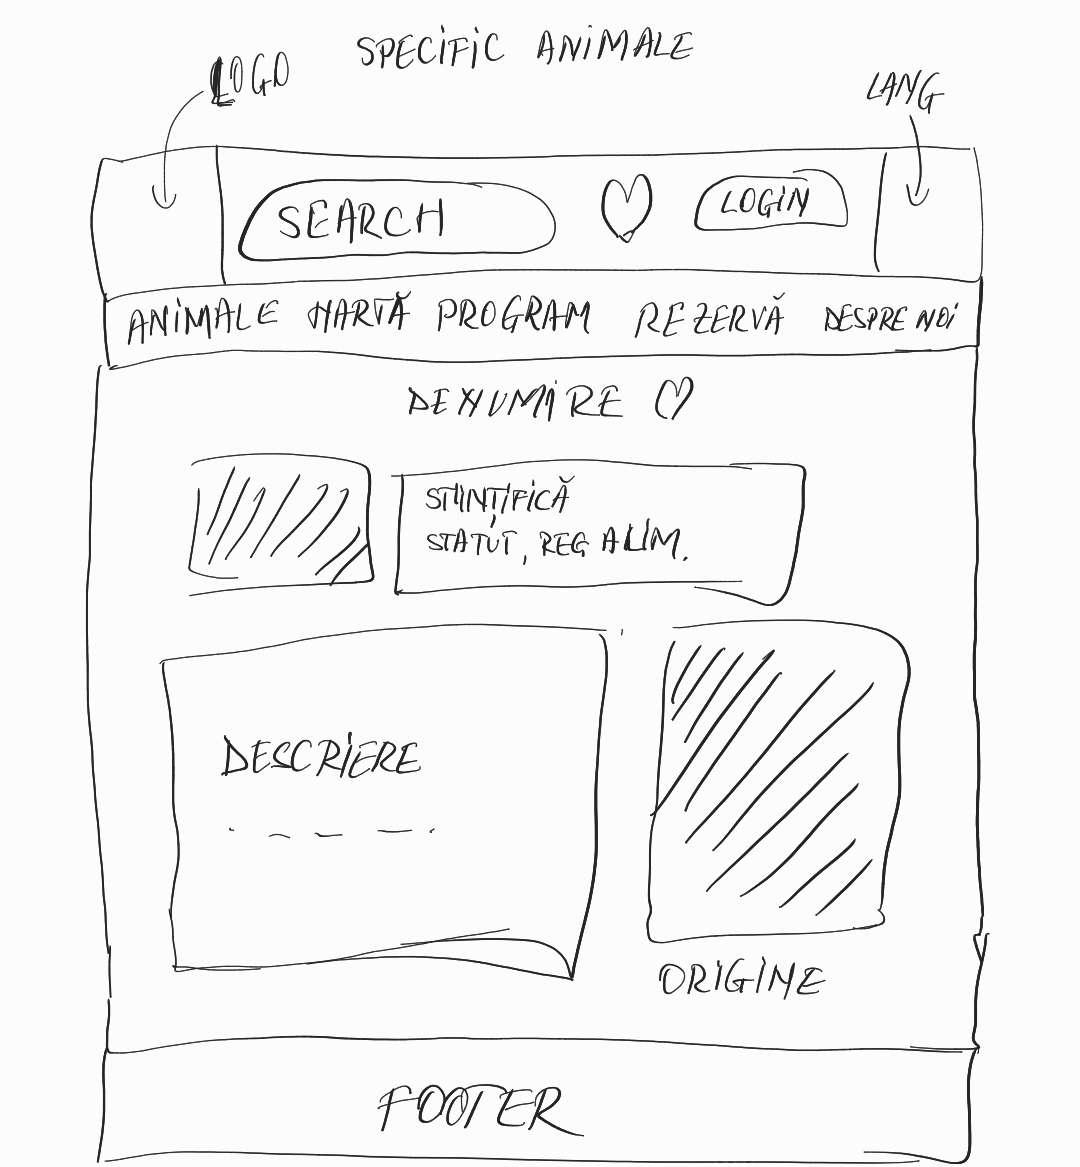 SPECIFIC ANIMALE
LOGO
LANG
SEARCH
LOGIN
ANIMALE HARTĂ PROGRAM REZERVĂ DESPRE NOI
DENUMIRE
STIINȚIFICĂ
STATUT, REG ALIM.
DESCRIERE
ORIGINE
FOOTER